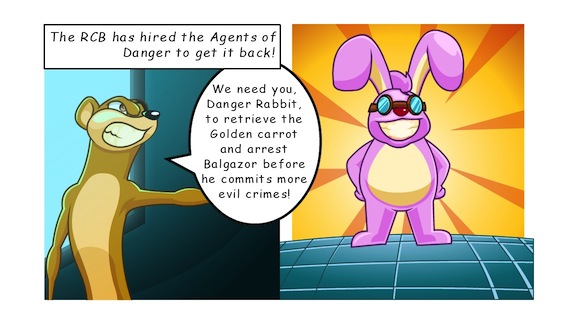 The RCB has hired the Agents of
Danger to get it back!
We need you,
Danger Rabbit,
to retrieve the
Golden carrot
and arrest
Balgazor before
he commits more
evil crimes!